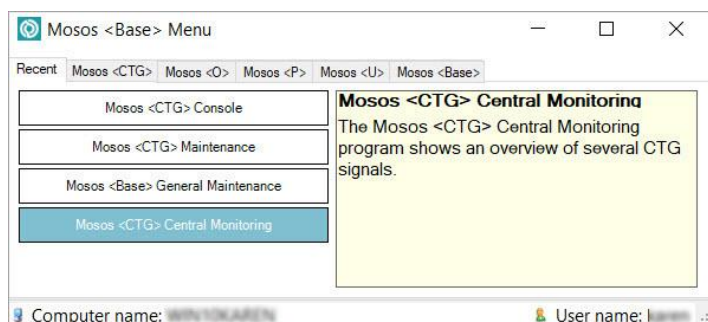 Mosos <Base> Menu
Recent Mosos <CTG> Mosos <O> Mosos <P> Mosos <U> Mosos <Base>
Mosos <CTG> Console
Mosos <CTG> Maintenance
Mosos <Base> General Maintenance
Mosos <CTG> Central Monitoring
Mosos <CTG> Central Monitoring
The Mosos <CTG> Central Monitoring
program shows an overview of several CTG
signals.
Computer name:
User name: